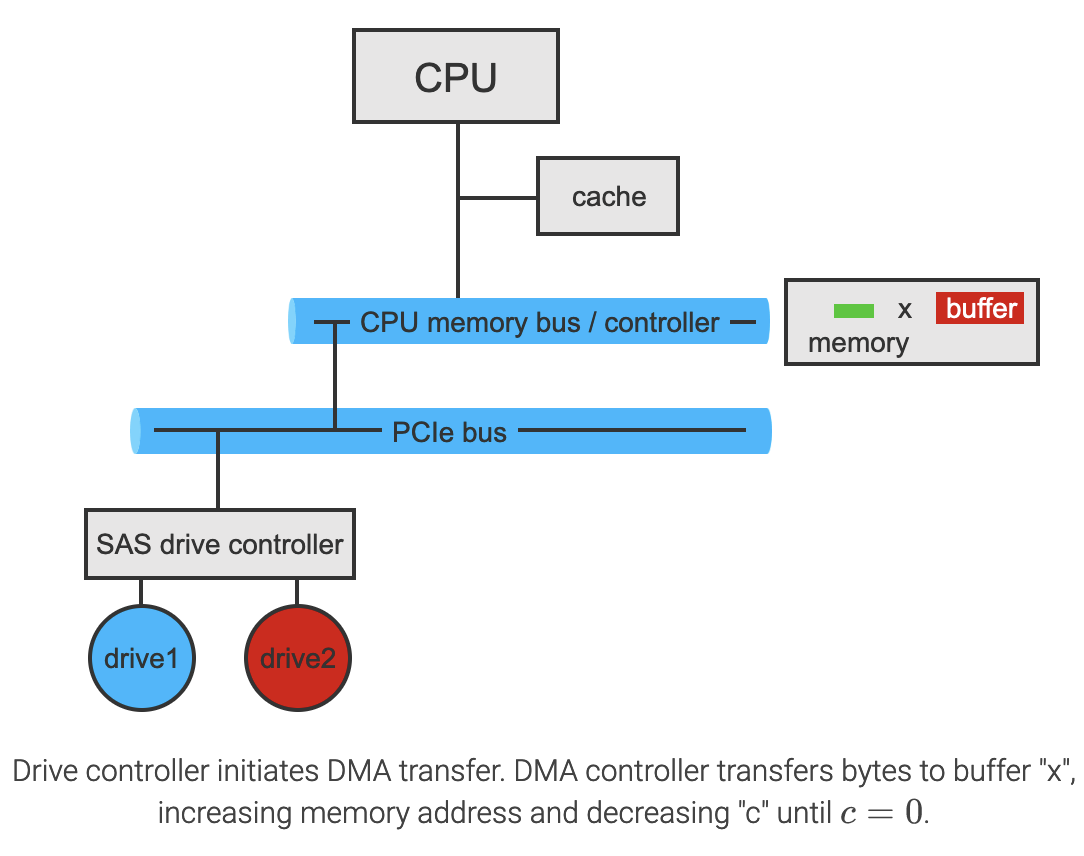 CPU
cache
CPU memory bus / controller
x buffer
memory
PCIe bus
SAS drive controller
drive1 drive2
Drive controller initiates DMA transfer. DMA controller transfers bytes to buffer "x",
increasing memory address and decreasing "c" until c = 0.